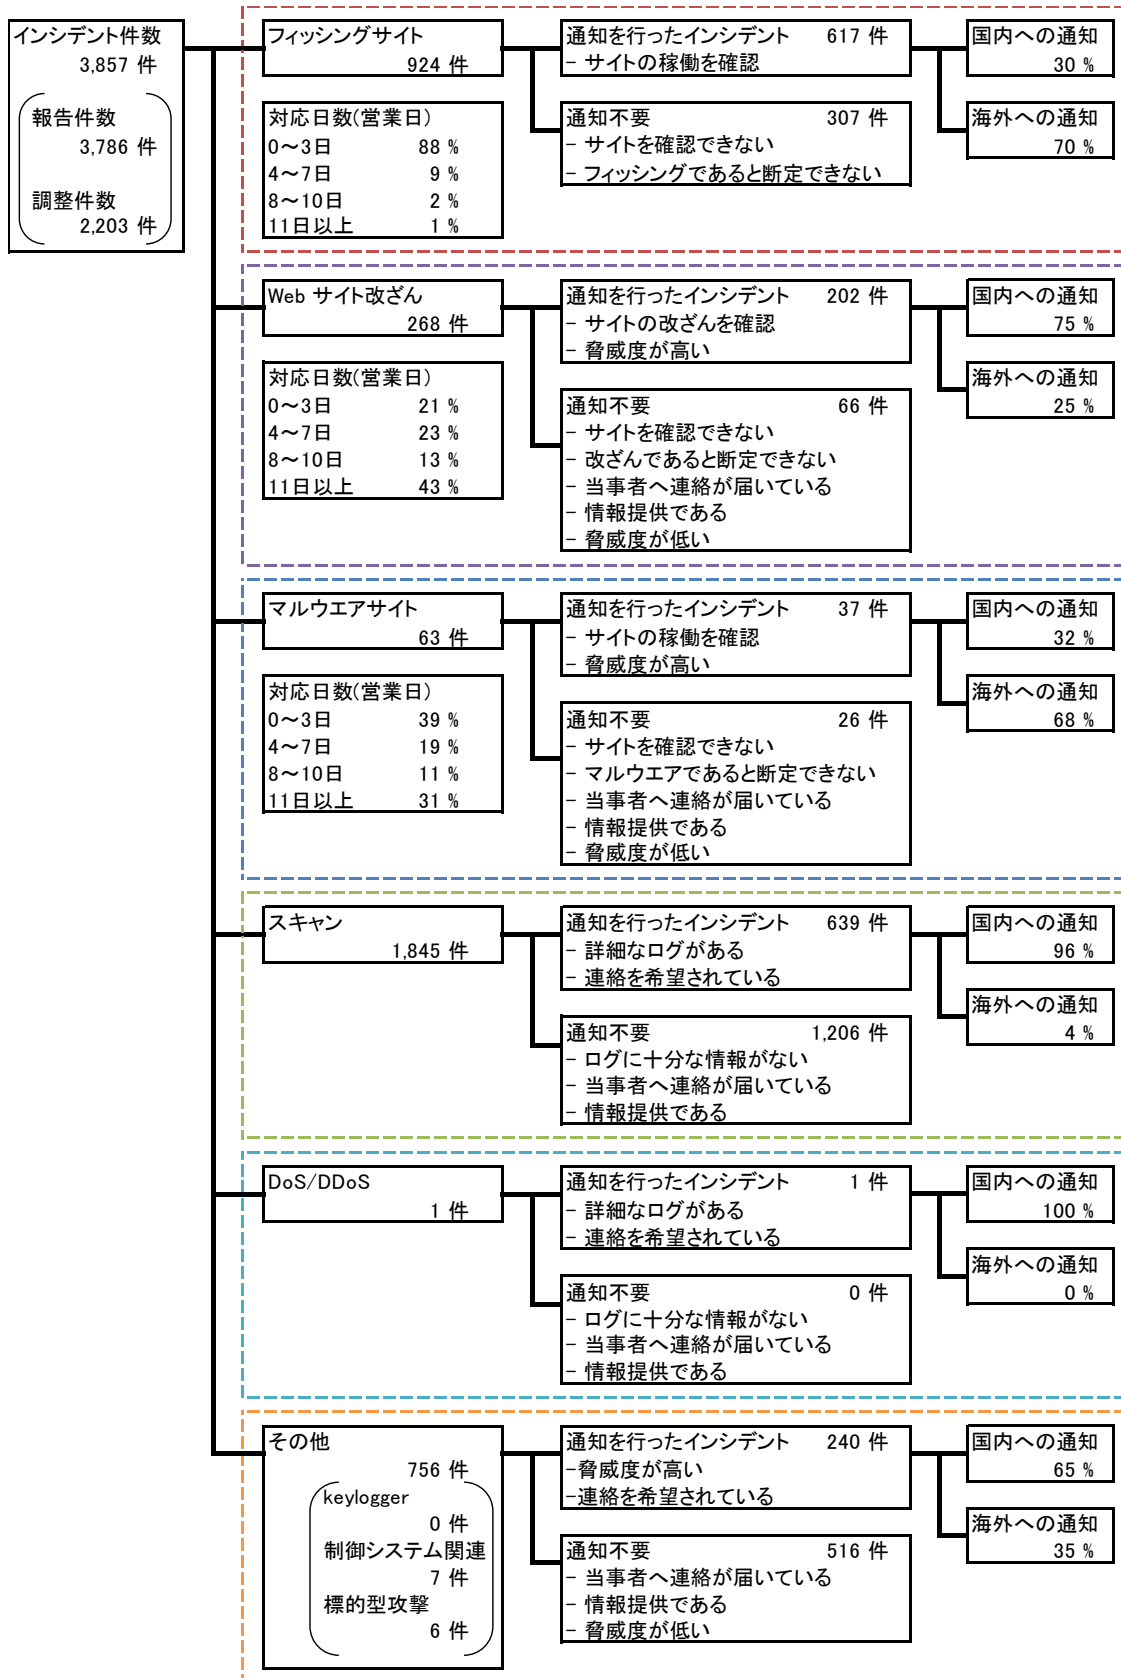 インシデント件数
3,857 件
報告件数
3,786 件
調整件数
2,203 件
フィッシングサイト
924 件
対応日数(営業日)
0～3日 88 %
4～7日 9 %
8～10日 2 %
11日以上 1 %
通知を行ったインシデント 617 件
- サイトの稼働を確認
通知不要 307 件
- サイトを確認できない
- フィッシングであると断定できない
国内への通知
30 %
海外への通知
70 %
Web サイト改ざん
268 件
対応日数(営業日)
0～3日 21 %
4～7日 23 %
8～10日 13 %
11日以上 43 %
通知を行ったインシデント 202 件
- サイトの改ざんを確認
- 脅威度が高い
通知不要 66 件
- サイトを確認できない
- 改ざんであると断定できない
- 当事者へ連絡が届いている
- 情報提供である
- 脅威度が低い
国内への通知
75 %
海外への通知
25 %
マルウエアサイト
63 件
対応日数(営業日)
0～3日 39 %
4～7日 19 %
8～10日 11 %
11日以上 31 %
通知を行ったインシデント 37 件
- サイトの稼働を確認
- 脅威度が高い
通知不要 26 件
- サイトを確認できない
- マルウエアであると断定できない
- 当事者へ連絡が届いている
- 情報提供である
- 脅威度が低い
国内への通知
32 %
海外への通知
68 %
スキャン
1,845 件
通知を行ったインシデント 639 件
- 詳細なログがある
- 連絡を希望されている
通知不要 1,206 件
- ログに十分な情報がない
- 当事者へ連絡が届いている
- 情報提供である
国内への通知
96 %
海外への通知
4 %
DoS/DDoS
1 件
通知を行ったインシデント 1 件
- 詳細なログがある
- 連絡を希望されている
通知不要 0 件
- ログに十分な情報がない
- 当事者へ連絡が届いている
- 情報提供である
国内への通知
100 %
海外への通知
0 %
その他
756 件
keylogger
0 件
制御システム関連
7 件
標的型攻撃
6 件
通知を行ったインシデント 240 件
-脅威度が高い
-連絡を希望されている
通知不要 516 件
- 当事者へ連絡が届いている
- 情報提供である
- 脅威度が低い
国内への通知
65 %
海外への通知
35 %